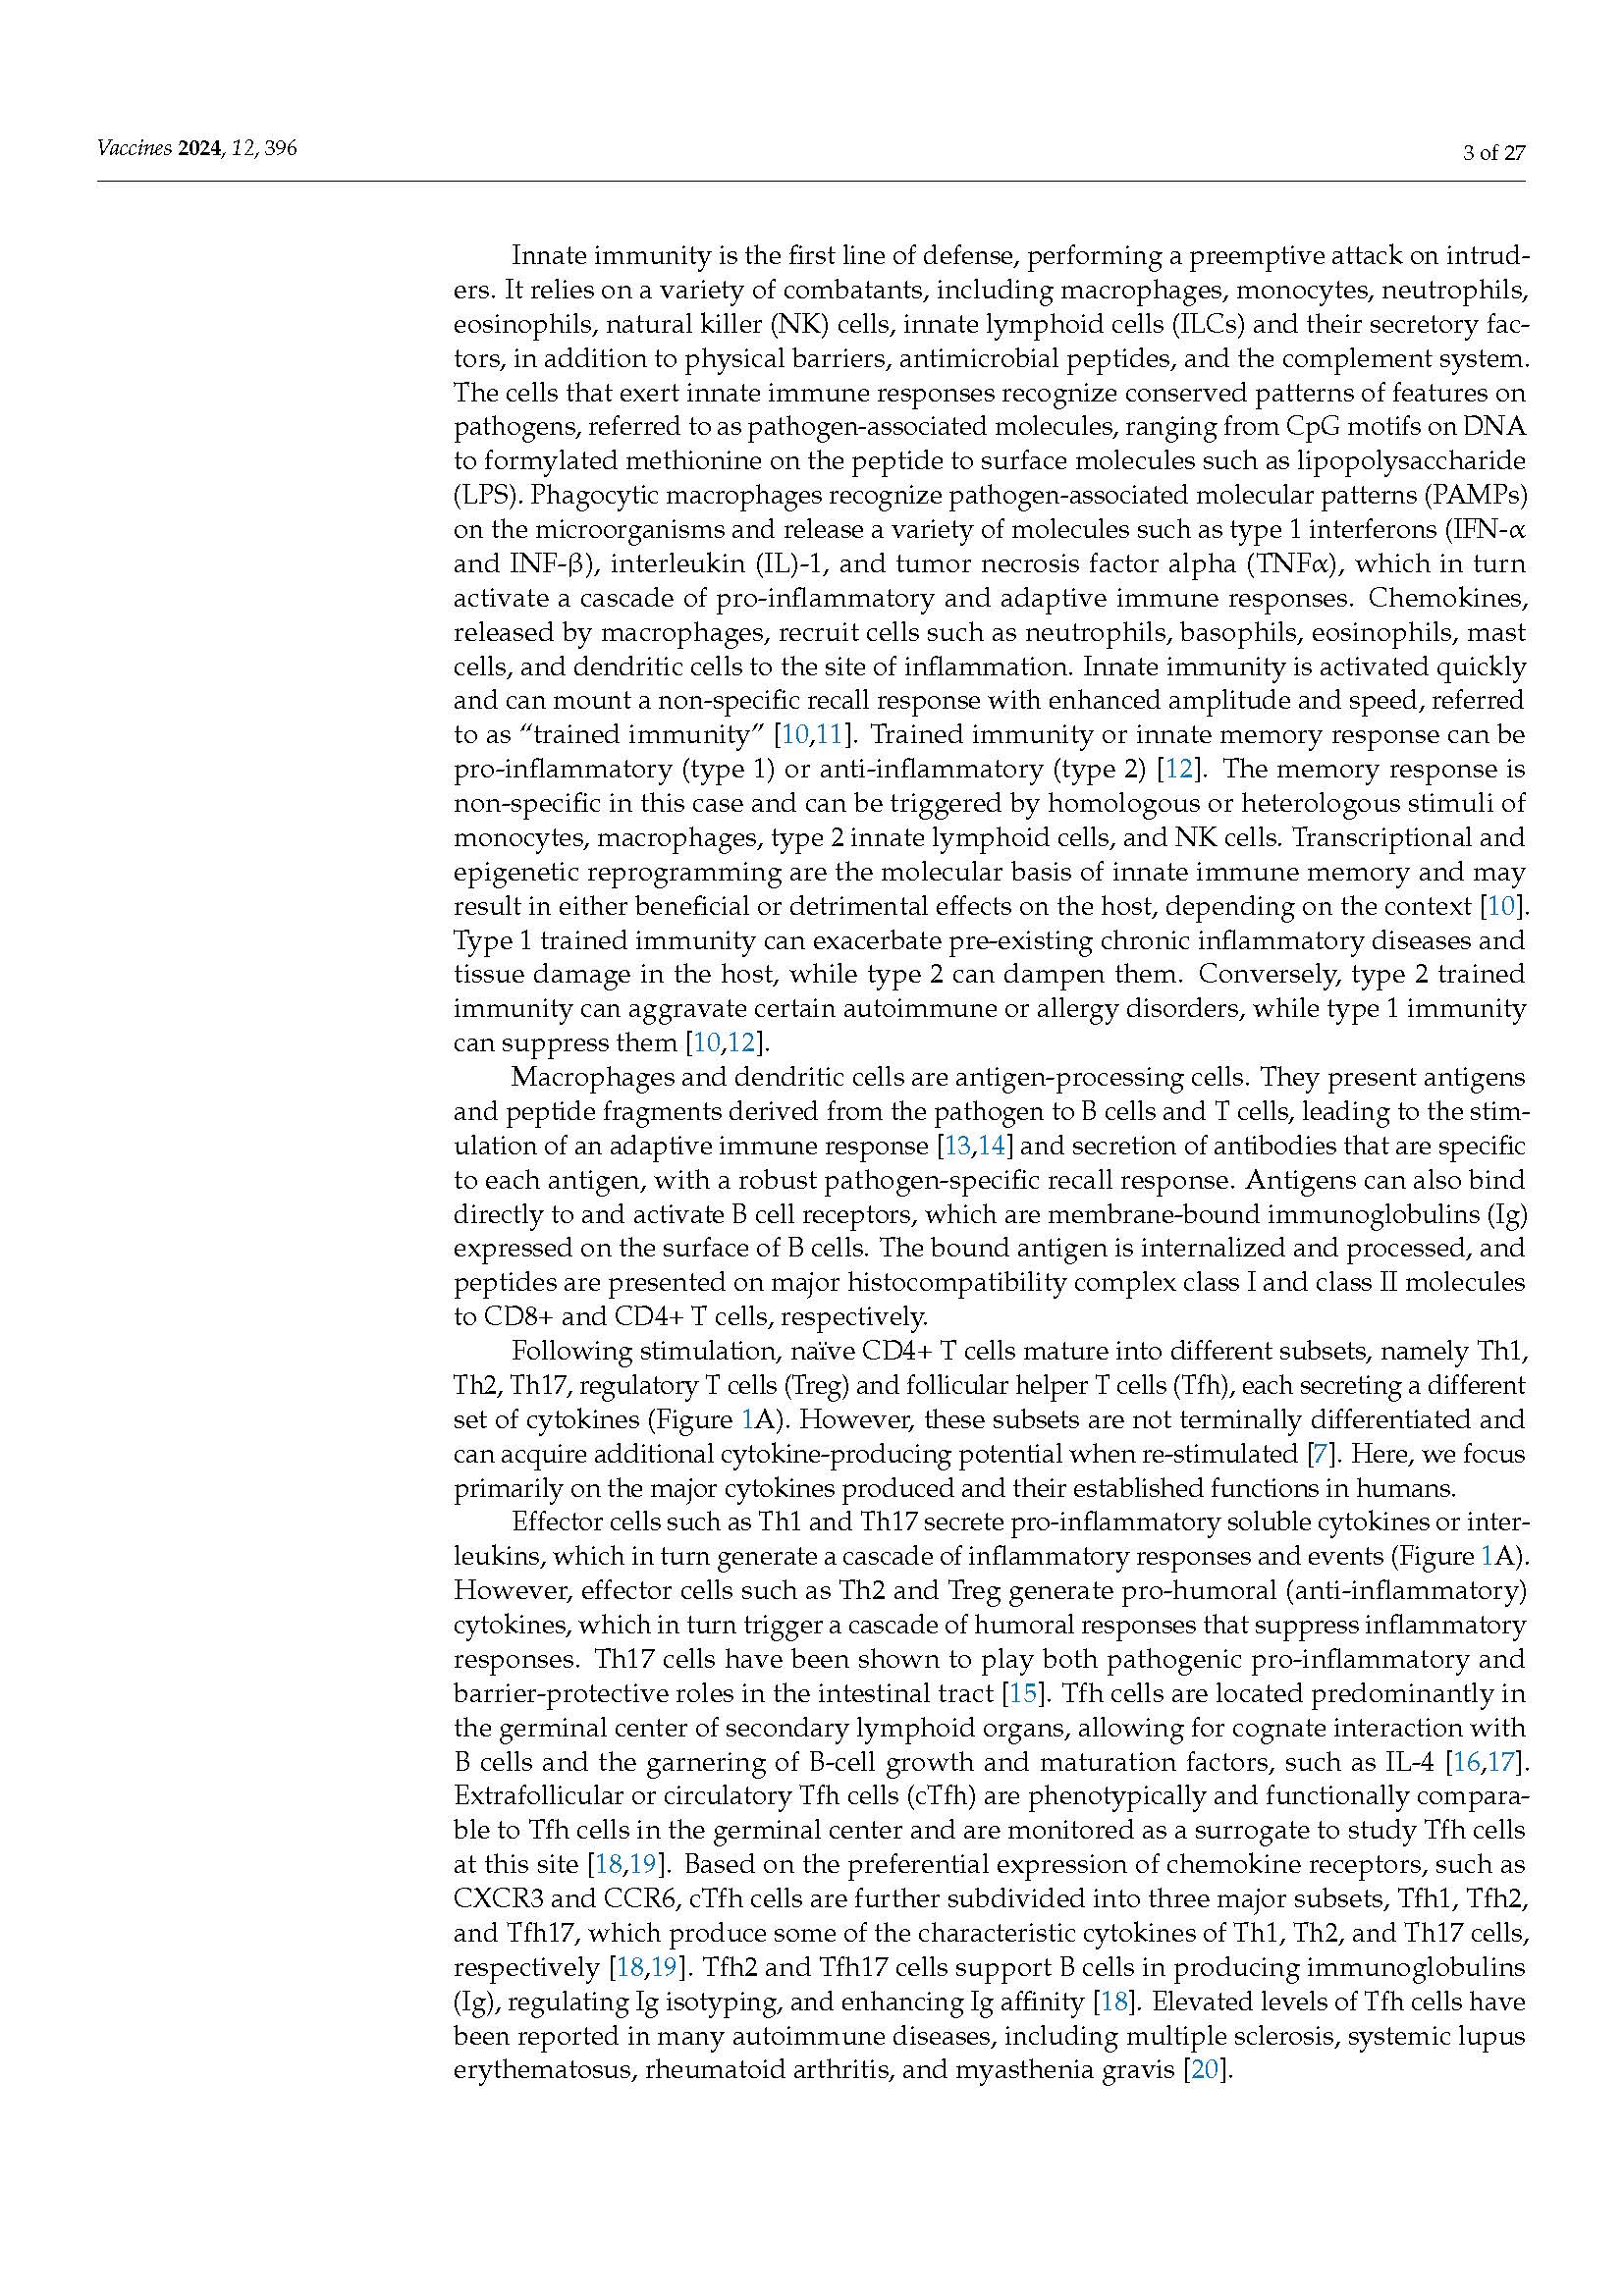 Vaccines 2024, 12, 396
3 of 27
Innate immunity is the first line of defense, performing a preemptive attack on intrud-
ers. It relies on a variety of combatants, including macrophages, monocytes, neutrophils,
eosinophils, natural killer (NK) cells, innate lymphoid cells (ILCs) and their secretory fac-
tors, in addition to physical barriers, antimicrobial peptides, and the complement system.
The cells that exert innate immune responses recognize conserved patterns of features on
pathogens, referred to as pathogen-associated molecules, ranging from CpG motifs on DNA
to formylated methionine on the peptide to surface molecules such as lipopolysaccharide
(LPS). Phagocytic macrophages recognize pathogen-associated molecular patterns (PAMPs)
on the microorganisms and release a variety of molecules such as type 1 interferons (IFN-α
and INF-β), interleukin (IL)-1, and tumor necrosis factor alpha (TNFα), which in turn
activate a cascade of pro-inflammatory and adaptive immune responses. Chemokines,
released by macrophages, recruit cells such as neutrophils, basophils, eosinophils, mast
cells, and dendritic cells to the site of inflammation. Innate immunity is activated quickly
and can mount a non-specific recall response with enhanced amplitude and speed, referred
to as “trained immunity” [10,11]. Trained immunity or innate memory response can be
pro-inflammatory (type 1) or anti-inflammatory (type 2) [12]. The memory response is
non-specific in this case and can be triggered by homologous or heterologous stimuli of
monocytes, macrophages, type 2 innate lymphoid cells, and NK cells. Transcriptional and
epigenetic reprogramming are the molecular basis of innate immune memory and may
result in either beneficial or detrimental effects on the host, depending on the context [10].
Type 1 trained immunity can exacerbate pre-existing chronic inflammatory diseases and
tissue damage in the host, while type 2 can dampen them. Conversely, type 2 trained
immunity can aggravate certain autoimmune or allergy disorders, while type 1 immunity
can suppress them [10,12].
Macrophages and dendritic cells are antigen-processing cells. They present antigens
and peptide fragments derived from the pathogen to B cells and T cells, leading to the stim-
ulation of an adaptive immune response [13,14] and secretion of antibodies that are specific
to each antigen, with a robust pathogen-specific recall response. Antigens can also bind
directly to and activate B cell receptors, which are membrane-bound immunoglobulins (Ig)
expressed on the surface of B cells. The bound antigen is internalized and processed, and
peptides are presented on major histocompatibility complex class I and class II molecules
to CD8+ and CD4+ T cells, respectively.
Following stimulation, naïve CD4+ T cells mature into different subsets, namely Th1,
Th2, Th17, regulatory T cells (Treg) and follicular helper T cells (Tfh), each secreting a different
set of cytokines (Figure 1A). However, these subsets are not terminally differentiated and
can acquire additional cytokine-producing potential when re-stimulated [7]. Here, we focus
primarily on the major cytokines produced and their established functions in humans.
Effector cells such as Th1 and Th17 secrete pro-inflammatory soluble cytokines or inter-
leukins, which in turn generate a cascade of inflammatory responses and events (Figure 1A).
However, effector cells such as Th2 and Treg generate pro-humoral (anti-inflammatory)
cytokines, which in turn trigger a cascade of humoral responses that suppress inflammatory
responses. Th17 cells have been shown to play both pathogenic pro-inflammatory and
barrier-protective roles in the intestinal tract [15]. Tfh cells are located predominantly in
the germinal center of secondary lymphoid organs, allowing for cognate interaction with
B cells and the garnering of B-cell growth and maturation factors, such as IL-4 [16,17].
Extrafollicular or circulatory Tfh cells (cTfh) are phenotypically and functionally compara-
ble to Tfh cells in the germinal center and are monitored as a surrogate to study Tfh cells
at this site [18,19]. Based on the preferential expression of chemokine receptors, such as
CXCR3 and CCR6, cTfh cells are further subdivided into three major subsets, Tfh1, Tfh2,
and Tfh17, which produce some of the characteristic cytokines of Th1, Th2, and Th17 cells,
respectively [18,19]. Tfh2 and Tfh17 cells support B cells in producing immunoglobulins
(Ig), regulating Ig isotyping, and enhancing Ig affinity [18]. Elevated levels of Tfh cells have
been reported in many autoimmune diseases, including multiple sclerosis, systemic lupus
erythematosus, rheumatoid arthritis, and myasthenia gravis [20].